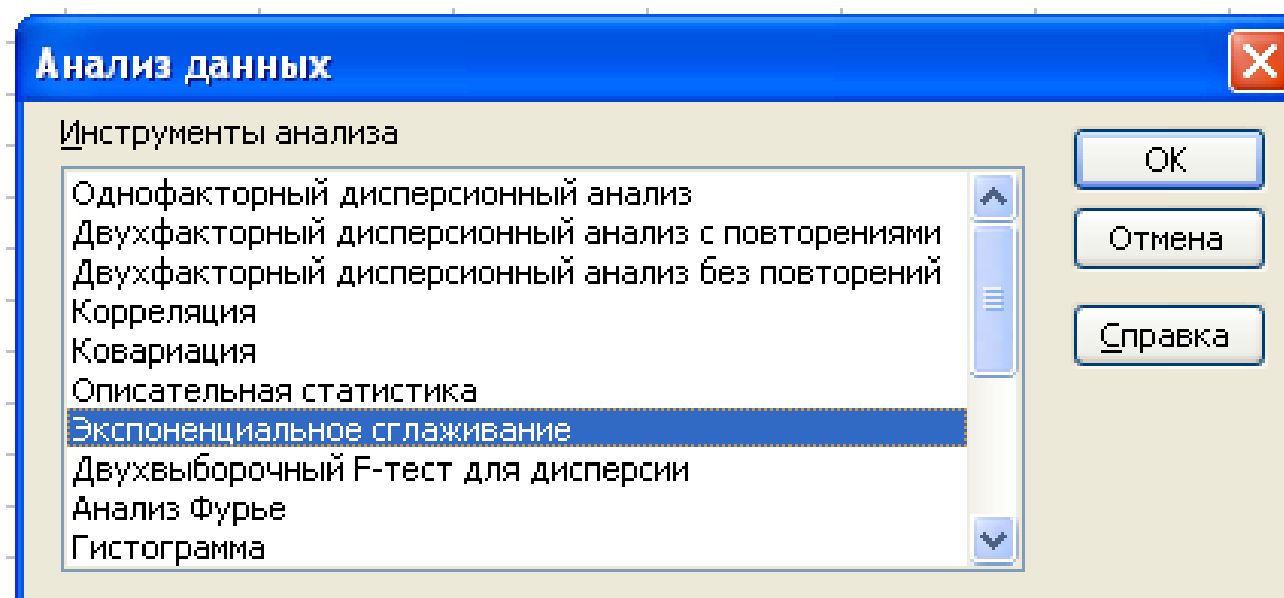 Анализ данных
Инструменты анализа
Однофакторный дисперсионный анализ
Двухфакторный дисперсионный анализ с повторениями
Двухфакторный дисперсионный анализ без повторений
Корреляция
Ковариация
Описательная статистика
Экспоненциальное сглаживание
Двухвыборочный F-тест для дисперсии
Анализ Фурье
Гистограмма
ОК
Отмена
Справка